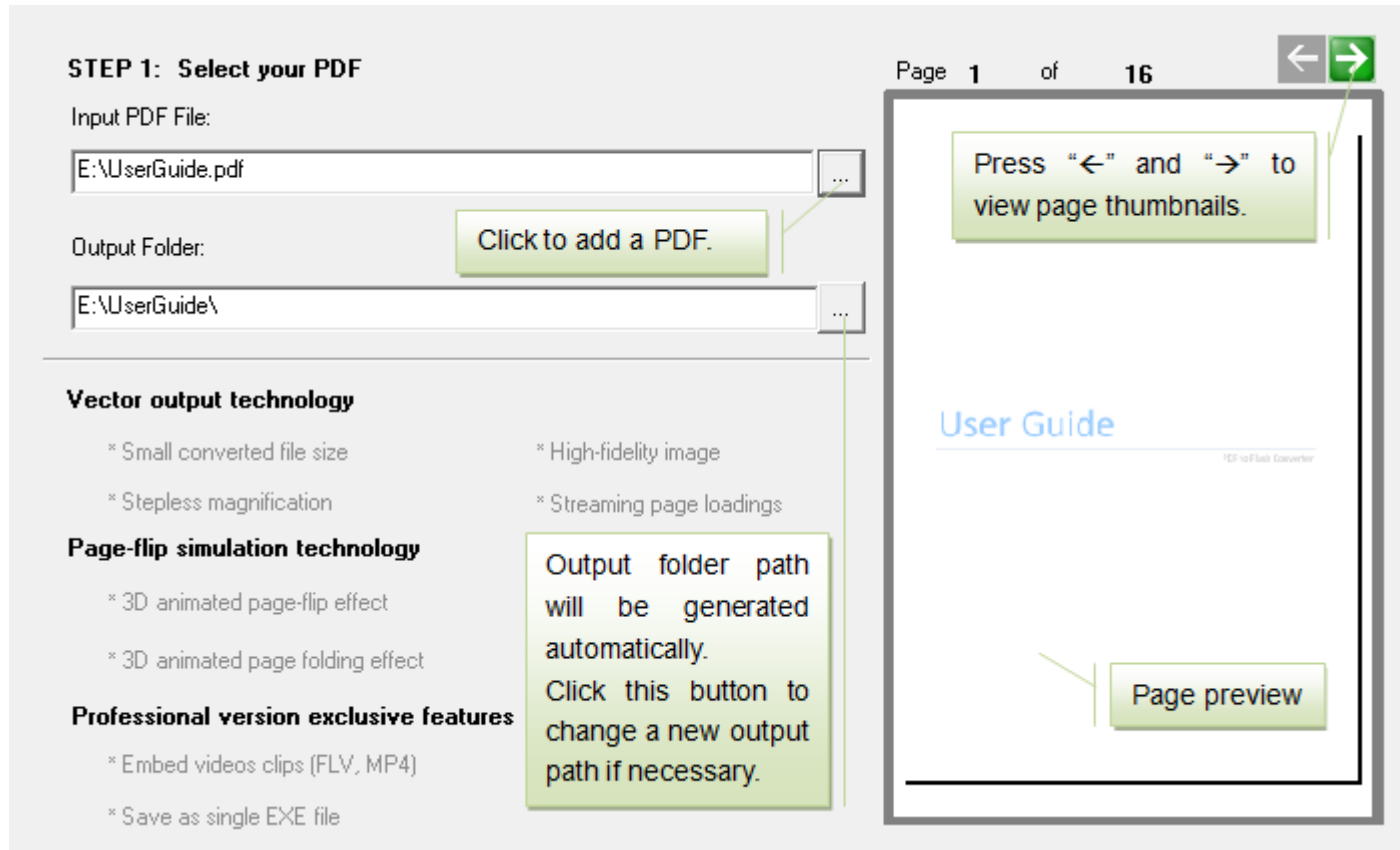 STEP 1: Select your PDF
Input PDF File:
E:\UserGuide.pdf
...
Click to add a PDF.
Output Folder:
E:\UserGuide\
...
Vector output technology
* Small converted file size
* High-fidelity image
* Stepless magnification
* Streaming page loadings
Page-flip simulation technology
* 3D animated page-flip effect
* 3D animated page folding effect
Professional version exclusive features
* Embed videos clips (FLV, MP4)
* Save as single EXE file
Output folder path
will be generated
automatically.
Click this button to
change a new output
path if necessary.
Page 1 of 16
Press “←” and “→” to
view page thumbnails.
User Guide
PDF to Flash Converter
Page preview